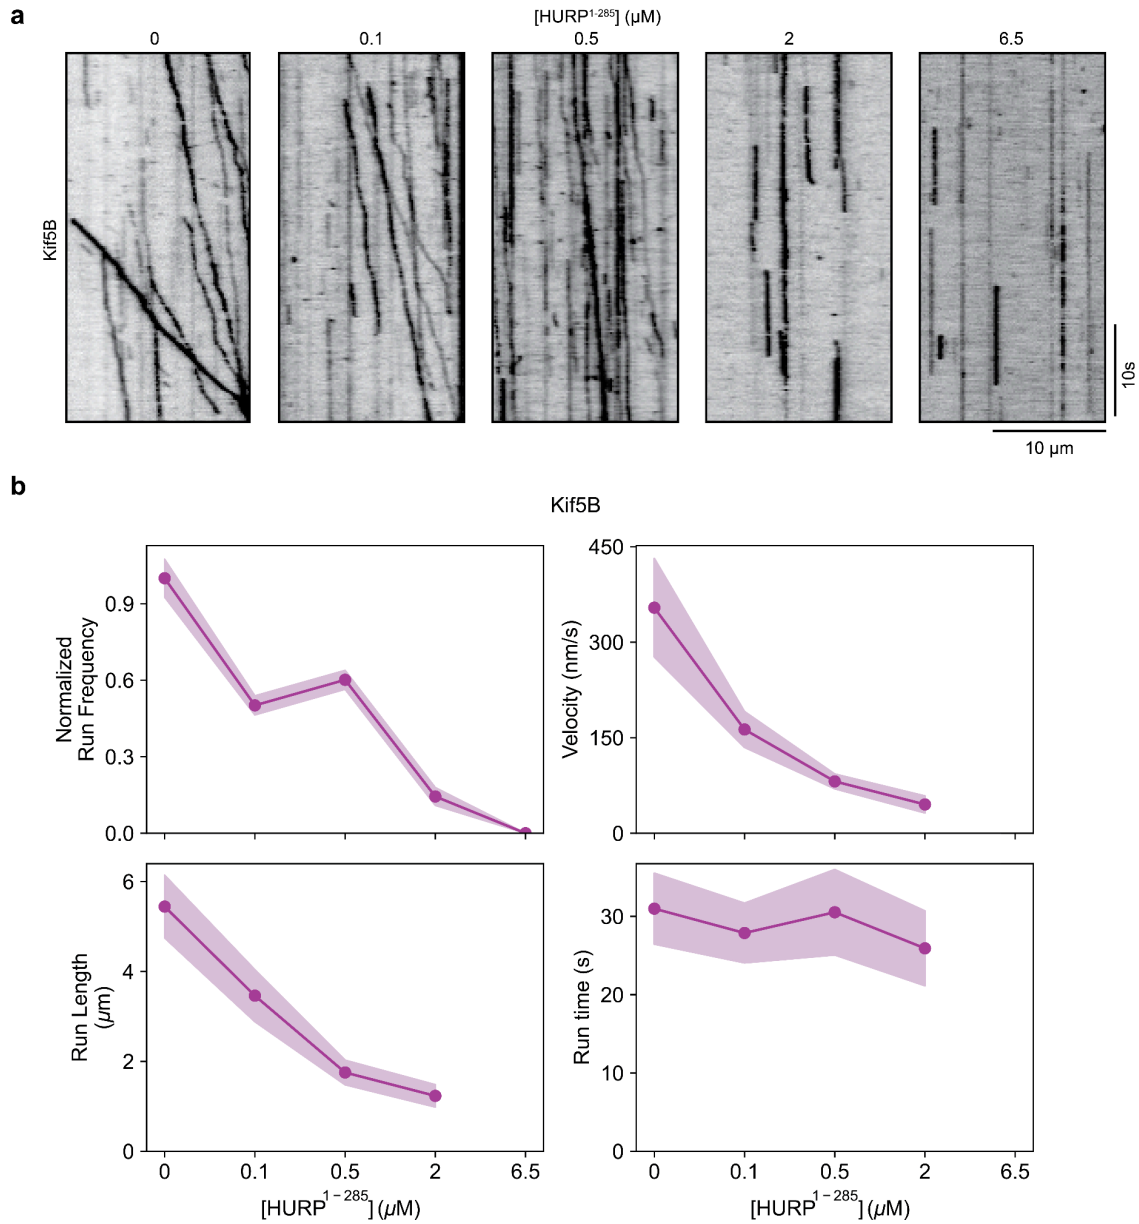 a
[HURP1-285] (µM)
0 0.1 0.5 2 6.5
Kif5B
10s
10 µm
b
Kif5B
Normalized
Run Frequency
0.9
0.6
0.3
0.0
Velocity (nm/s)
450
300
150
0
Run Length
(µm)
6
4
2
0
0 0.1 0.5 2 6.5
[HURP1−285] (µM)
Run time (s)
30
20
10
0
0 0.1 0.5 2 6.5
[HURP1−285] (µM)